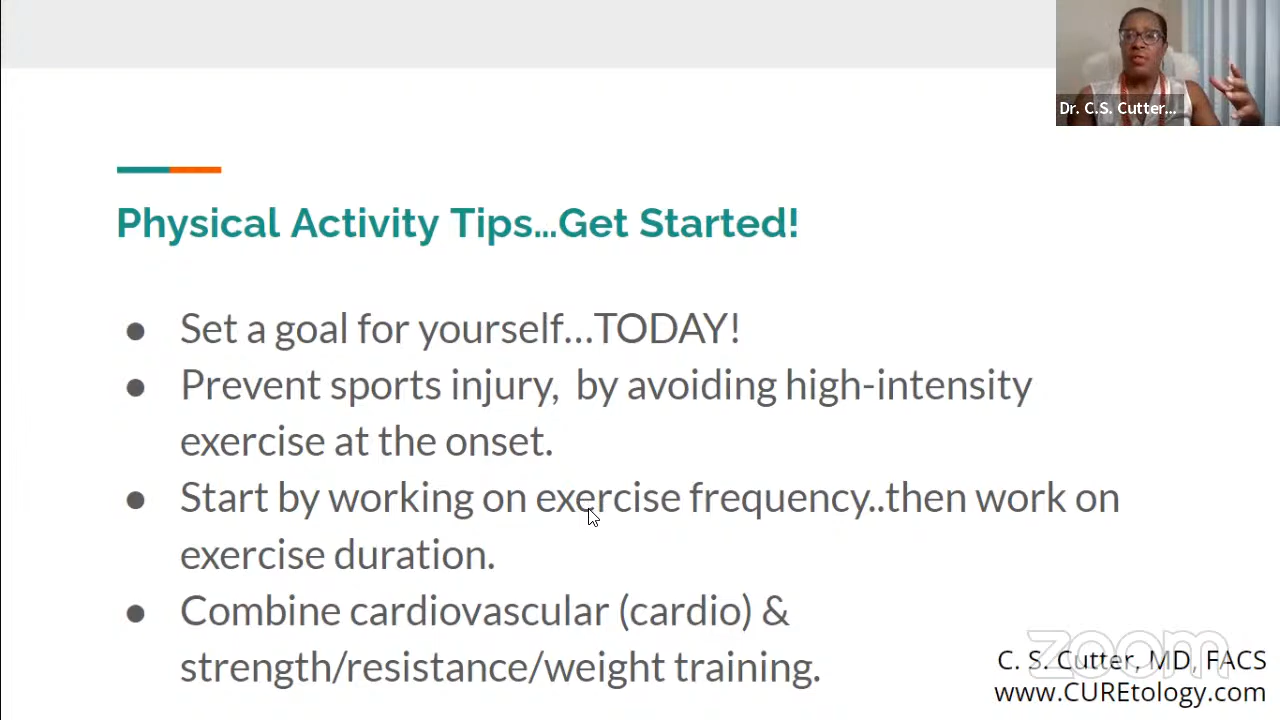 Dr. C.S. Cutter...
Physical Activity Tips...Get Started!
● Set a goal for yourself...TODAY!
● Prevent sports injury,  by avoiding high-intensity
exercise at the onset.
● Start by working on exercise frequency..then work on
exercise duration.
● Combine cardiovascular (cardio) &
strength/resistance/weight training.
zoom
C. S. Cutter, MD, FACS
www.CUREtology.com